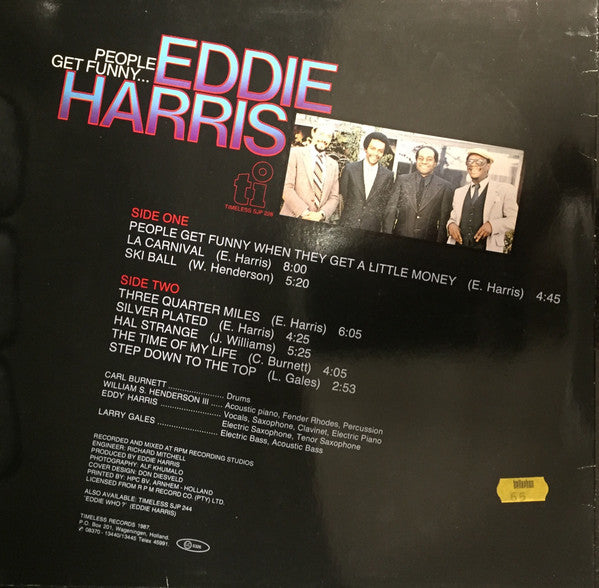 PEOPLE
GET FUNNY...
EDDIE
HARRIS
ti
TIMELESS SJP 228
SIDE ONE
PEOPLE GET FUNNY WHEN THEY GET A LITTLE MONEY (E. Harris) 4:45
LA CARNIVAL (E. Harris) 8:00
SKI BALL (W. Henderson) 5:20
SIDE TWO
THREE QUARTER MILES (E. Harris) 6:05
SILVER PLATED (E. Harris) 4:25
HAL STRANGE (J. Williams) 5:25
THE TIME OF MY LIFE (C. Burnett) 4:05
STEP DOWN TO THE TOP (L. Gales) 2:53
CARL BURNETT ........................ Drums
WILLIAM S. HENDERSON III ..... Acoustic piano, Fender Rhodes, Percussion
EDDY HARRIS ........................ Vocals, Saxophone, Clavinet, Electric Piano
Electric Saxophone, Tenor Saxophone
LARRY GALES ........................ Electric Bass, Acoustic Bass
RECORDED AND MIXED AT RPM RECORDING STUDIOS
ENGINEER: RICHARD MITCHELL
PRODUCED BY EDDIE HARRIS
PHOTOGRAPHY: ALF KHUMALO
COVER DESIGN: DON DIESVELD
PRINTED BY: HPC BV, ARNHEM - HOLLAND
LICENSED FROM R P M RECORD CO. (PTY) LTD.
ALSO AVAILABLE: TIMELESS SJP 244
'EDDIE WHO ?' (EDDIE HARRIS)
TIMELESS RECORDS 1987,
P.O. Box 201, Wageningen, Holland.
✆ 08370 - 13440/13445 Telex 45991.
65